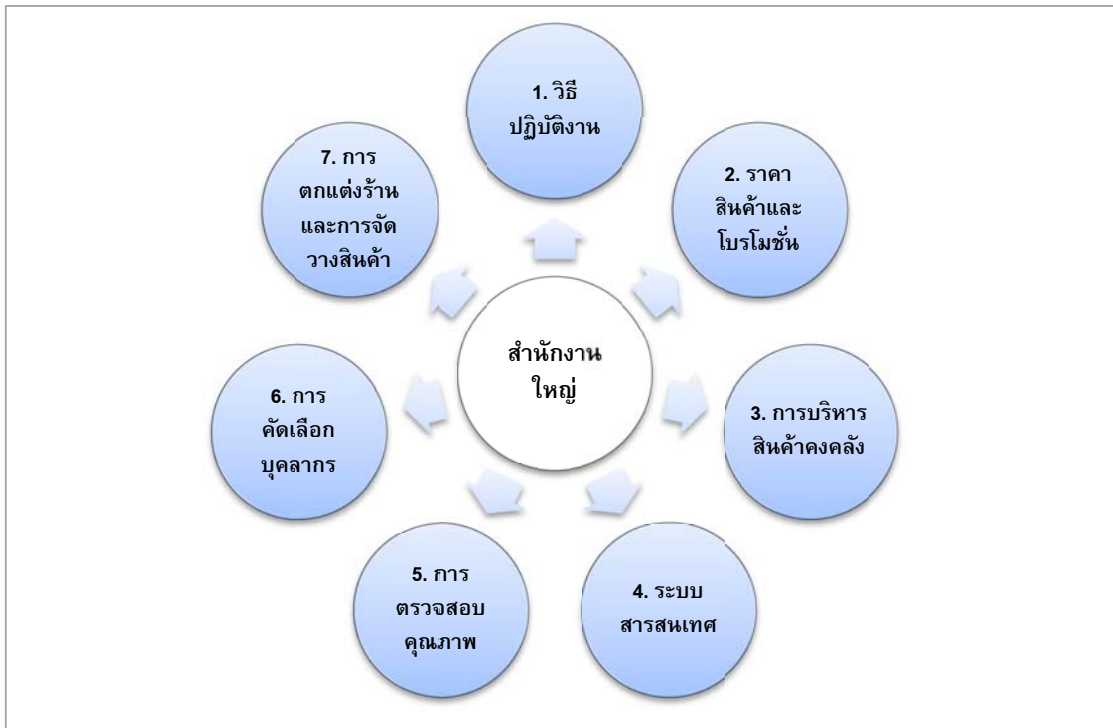 1. วิธี
ปฏิบัติงาน
2. ราคา
สินค้าและ
โบรโมชั่น
3. การบริหาร
สินค้าคงคลัง
4. ระบบ
สารสนเทศ
5. การ
ตรวจสอบ
คุณภาพ
6. การ
คัดเลือก
บุคลากร
7. การ
ตกแต่งร้าน
และการจัด
วางสินค้า
สำนักงาน
ใหญ่